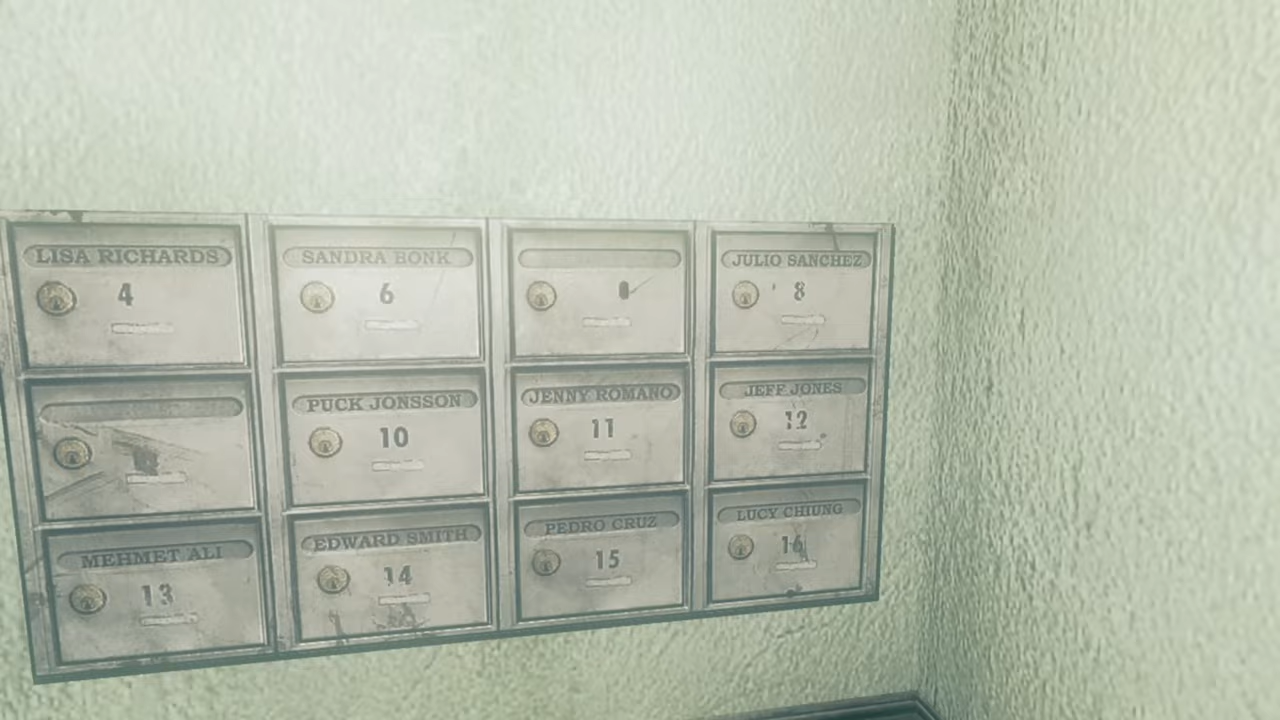 LISA RICHARDS
4
SANDRA BONK
6
JULIO SANCHEZ
8
PUCK JONSSON
10
JENNY ROMANO
11
JEFF JONES
12
MEHMET ALI
13
EDWARD SMITH
14
PEDRO CRUZ
15
LUCY CHIUNG
16